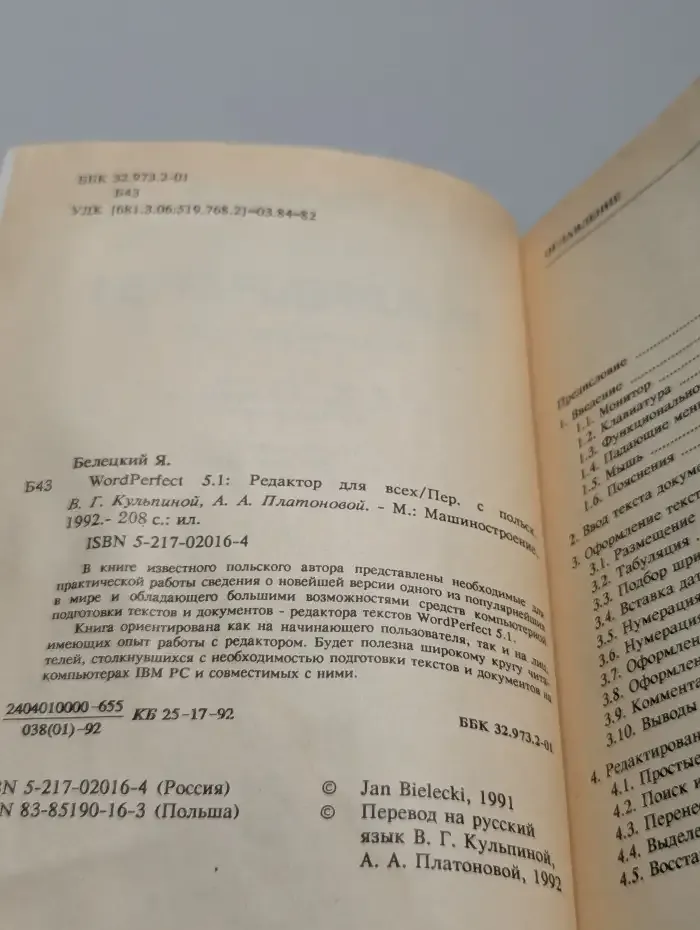 ББК 32.973.2-01
Б43
УДК [681.3.06:519.768.2]=03.84=82
Белецкий Я.
Б43 WordPerfect 5.1: Редактор для всех/Пер. с польск.
В. Г. Кульпиной, А. А. Платоновой. - М.: Машиностроение,
1992.- 208 с.: ил.
ISBN 5-217-02016-4
В книге известного польского автора представлены необходимые для
практической работы сведения о новейшей версии одного из популярнейших
в мире и обладающего большими возможностями средств компьютерной
подготовки текстов и документов - редактора текстов WordPerfect 5.1.
Книга ориентирована как на начинающего пользователя, так и на лиц,
имеющих опыт работы с редактором. Будет полезна широкому кругу чита-
телей, столкнувшихся с необходимостью подготовки текстов и документов на
компьютерах IBM PC и совместимых с ними.
2404010000-655
038(01)-92
КБ 25-17-92
ББК 32.973.2-01
N 5-217-02016-4 (Россия)
N 83-85190-16-3 (Польша)
© Jan Bielecki, 1991
© Перевод на русский
язык В. Г. Кульпиной,
А. А. Платоновой, 1992
ОГЛАВЛЕНИЕ
Предисловие
1. Введение
1.1. Монитор
1.2. Клавиатура
1.3. Функционально
1.4. Падающие мен
1.5. Мышь
1.6. Пояснения
2. Ввод текста докуме
3. Оформление текс
3.1. Размещение
3.2. Табуляция
3.3. Подбор шри
3.4. Вставка дат
3.5. Нумерация
3.6. Нумерация
3.7. Оформлен
3.8. Оформлен
3.9. Коммента
3.10. Выводы
4. Редактирован
4.1. Простые
4.2. Поиск и
4.3. Перенес
4.4. Выделе
4.5. Восста